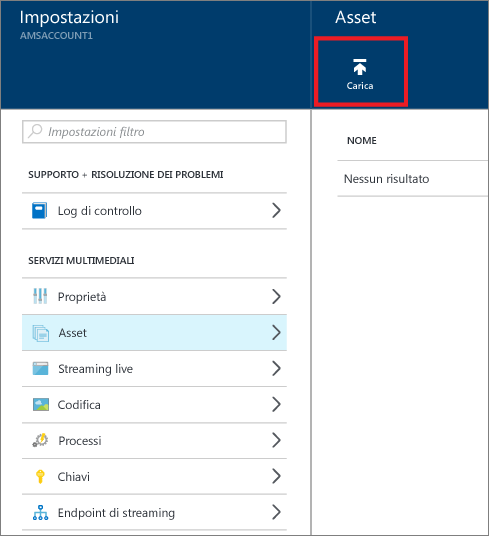 Impostazioni
AMSACCOUNT1
Impostazioni filtro
SUPPORTO + RISOLUZIONE DEI PROBLEMI
Log di controllo
SERVIZI MULTIMEDIALI
Proprietà
Asset
Streaming live
Codifica
Processi
Chiavi
Endpoint di streaming
Asset
Carica
NOME
Nessun risultato